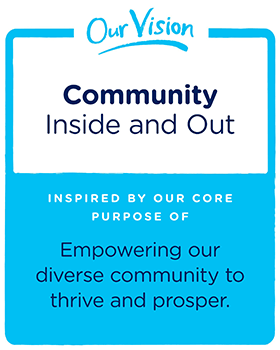 Our Vision
Community
Inside and Out
INSPIRED BY OUR CORE
PURPOSE OF
Empowering our
diverse community to
thrive and prosper.